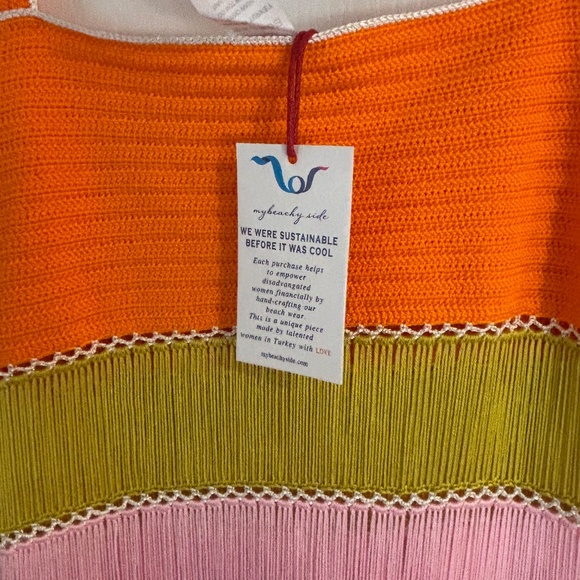 mybeachy side
WE WERE SUSTAINABLE
BEFORE IT WAS COOL
Each purchase helps
to empower
disadvangated
women financially by
hand-crafting our
beach wear.
This is a unique piece
made by talented
women in Turkey with LOVE
mybeachyside.com